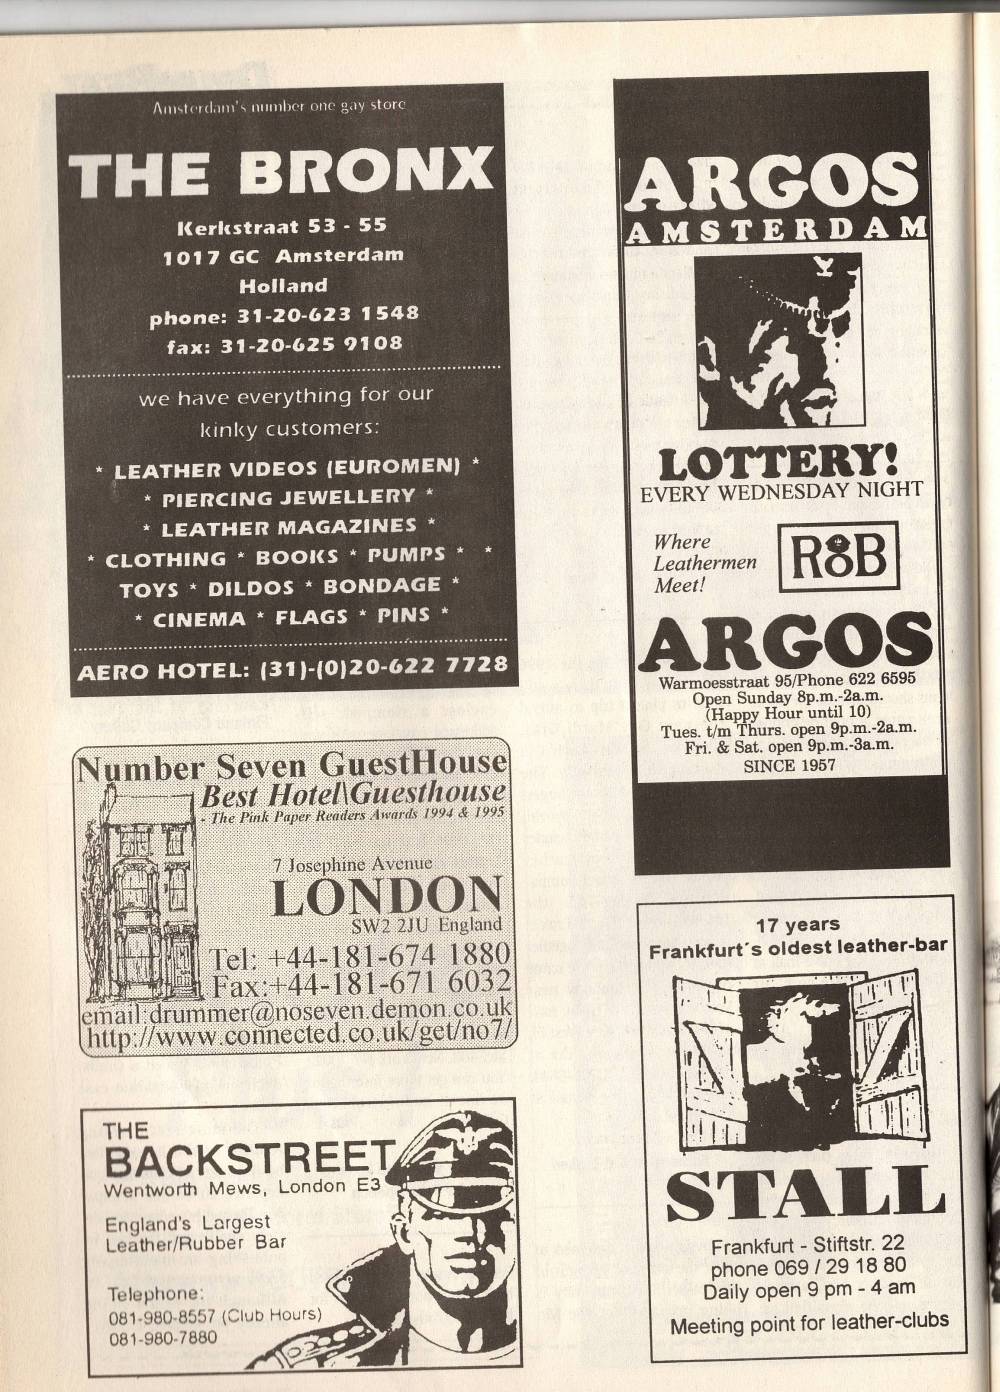 Amsterdam's number one gay store
THE BRONX
Kerkstraat 53 - 55
1017 GC Amsterdam
Holland
phone: 31-20-623 1548
fax: 31-20-625 9108
we have everything for our
kinky customers:
* LEATHER VIDEOS (EUROMEN) *
* PIERCING JEWELLERY *
* LEATHER MAGAZINES *
* CLOTHING * BOOKS * PUMPS * *
TOYS * DILDOS * BONDAGE *
* CINEMA * FLAGS * PINS *
AERO HOTEL: (31)-(0)20-622 7728
Number Seven GuestHouse
Best Hotel\Guesthouse
- The Pink Paper Readers Awards 1994 & 1995
7 Josephine Avenue
LONDON
SW2 2JU England
Tel: +44-181-674 1880
Fax:+44-181-671 6032
email:drummer@noseven.demon.co.uk
http://www.connected.co.uk/get/no7/
THE
BACKSTREET
Wentworth Mews, London E3
England's Largest
Leather/Rubber Bar
Telephone:
081-980-8557 (Club Hours)
081-980-7880
ARGOS
AMSTERDAM
LOTTERY!
EVERY WEDNESDAY NIGHT
Where
Leathermen
Meet!
RoB
ARGOS
Warmoesstraat 95/Phone 622 6595
Open Sunday 8p.m.-2a.m.
(Happy Hour until 10)
Tues. t/m Thurs. open 9p.m.-2a.m.
Fri. & Sat. open 9p.m.-3a.m.
SINCE 1957
17 years
Frankfurt´s oldest leather-bar
STALL
Frankfurt - Stiftstr. 22
phone 069 / 29 18 80
Daily open 9 pm - 4 am
Meeting point for leather-clubs